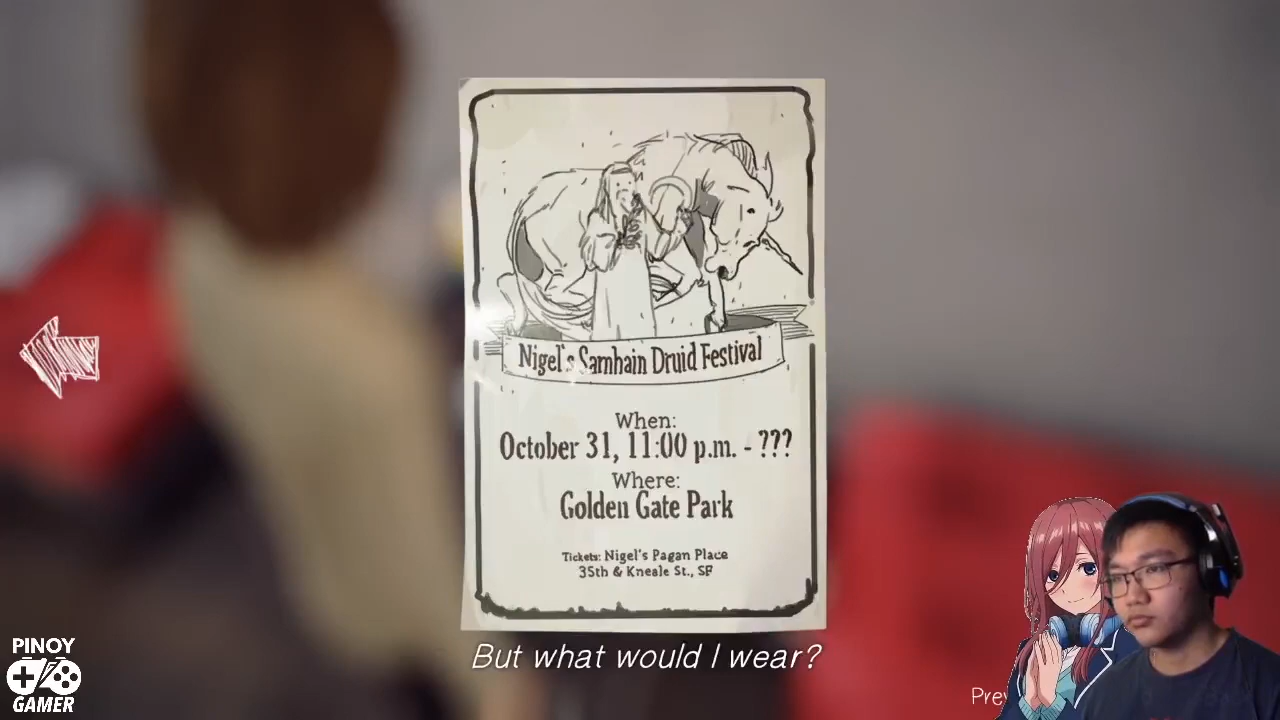 Nigel's Samhain Druid Festival
When:
October 31, 11:00 p.m. - ???
Where:
Golden Gate Park
Tickets: Nigel's Pagan Place
35th & Kneale St., SF
But what would I wear?
PINOY
GAMER